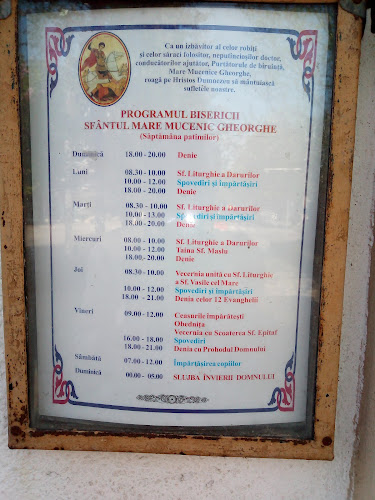 Ca un izbăvitor al celor robiți
și celor săraci folositor, neputincioșilor doctor,
conducătorilor ajutător, Purtătorule de biruință,
Mare Mucenice Gheorghe,
roagă pe Hristos Dumnezeu să mântuiască
sufletele noastre.
PROGRAMUL BISERICII
SFÂNTUL MARE MUCENIC GHEORGHE
(Săptămâna patimilor)
Duminică 18.00 - 20.00 Denie
Luni 08.30 - 10.00 Sf. Liturghie a Darurilor
10.00 - 12.00 Spovediri și împărtășiri
18.00 - 20.00 Denie
Marți 08.30 - 10.00 Sf. Liturghie a Darurilor
10.00 - 13.00 Spovediri și împărtășiri
18.00 - 20.00 Denie
Miercuri 08.00 - 10.00 Sf. Liturghie a Darurilor
10.00 - 12.00 Taina Sf. Maslu
18.00 - 20.00 Denie
Joi 08.30 - 10.00 Vecernia unită cu Sf. Liturghie
a Sf. Vasile cel Mare
10.00 - 12.00 Spovediri și împărtășiri
18.00 - 21.00 Denia celor 12 Evanghelii
Vineri 09.00 - 12.00 Ceasurile împărătești
Obednița
Vecernia cu Scoaterea Sf. Epitaf
16.00 - 18.00 Spovediri
18.00 - 21.00 Denia cu Prohodul Domnului
Sâmbătă 07.00 - 12.00 Împărtășirea copiilor
Duminică 00.00 - 05.00 SLUJBA ÎNVIERII DOMNULUI